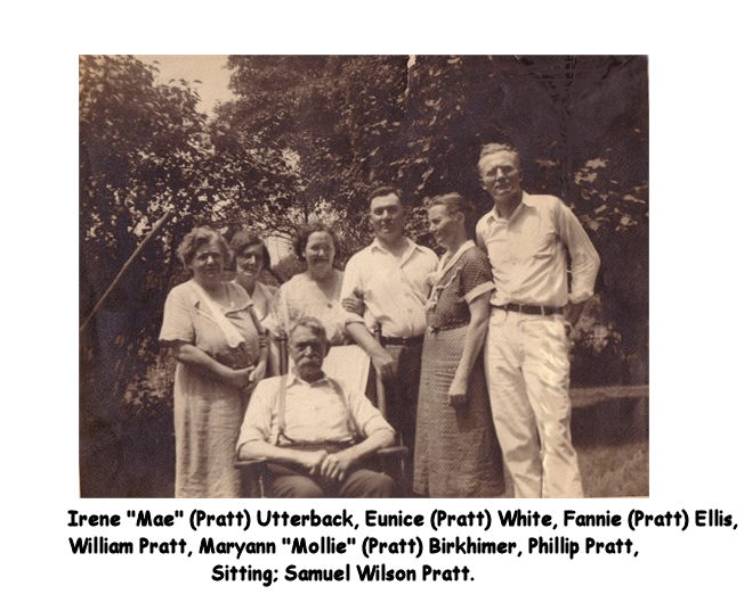 Irene "Mae" (Pratt) Utterback, Eunice (Pratt) White, Fannie (Pratt) Ellis,
William Pratt, Maryann "Mollie" (Pratt) Birkhimer, Phillip Pratt,
Sitting; Samuel Wilson Pratt.